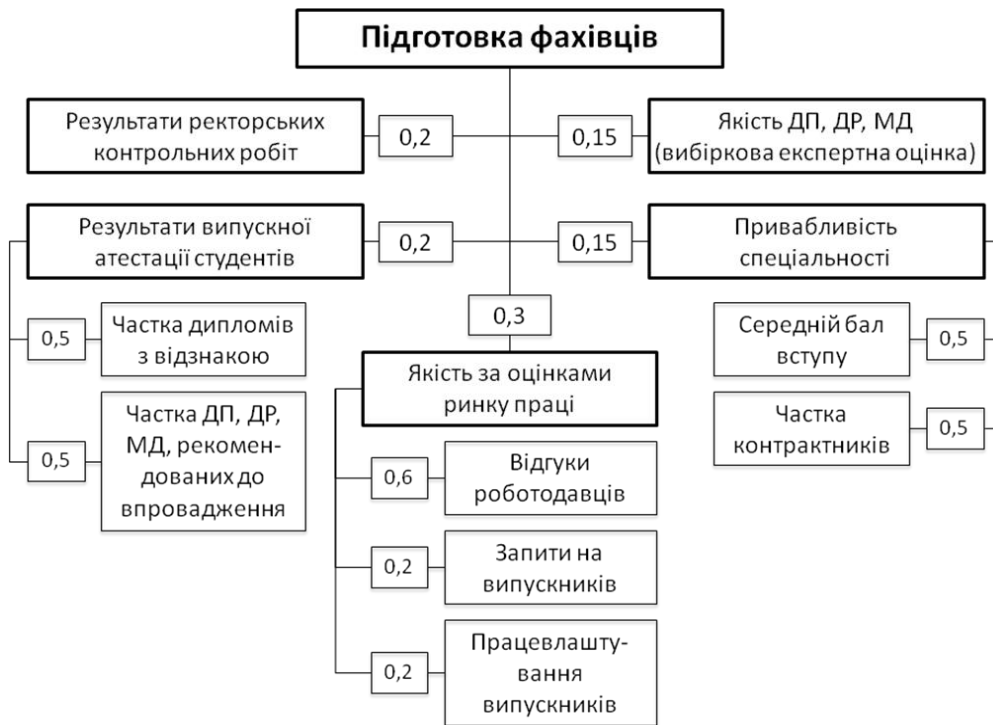 Підготовка фахівців
Результати ректорських
контрольних робіт
0,2
0,15
Якість ДП, ДР, МД
(вибіркова експертна оцінка)
Результати випускної
атестації студентів
0,2
0,15
Привабливість
спеціальності
0,5
Частка дипломів
з відзнакою
0,5
Частка ДП, ДР,
МД, рекомен-
дованих до
впровадження
0,3
Якість за оцінками
ринку праці
0,6
Відгуки
роботодавців
0,2
Запити на
випускників
0,2
Працевлашту-
вання
випускників
Середній бал
вступу
0,5
Частка
контрактників
0,5